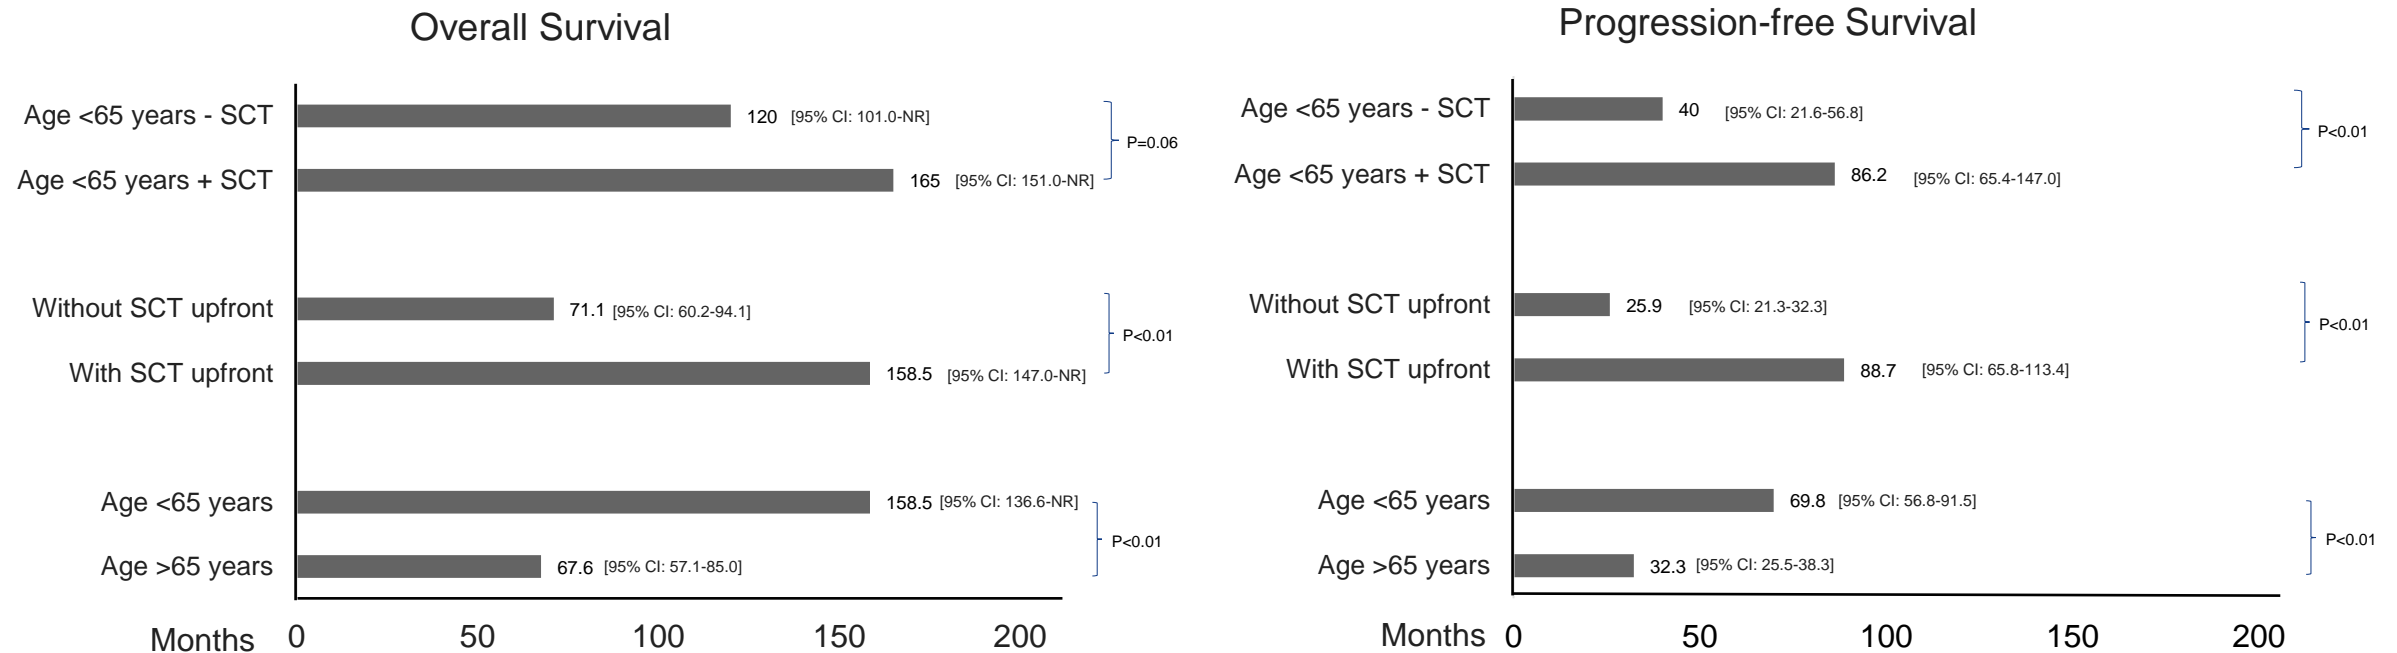 Overall Survival
Age <65 years - SCT
120 [95% CI: 101.0-NR]
P=0.06
Age <65 years + SCT
165 [95% CI: 151.0-NR]
Without SCT upfront
71.1 [95% CI: 60.2-94.1]
P<0.01
With SCT upfront
158.5 [95% CI: 147.0-NR]
Age <65 years
158.5 [95% CI: 136.6-NR]
P<0.01
Age >65 years
67.6 [95% CI: 57.1-85.0]
Months 0 50 100 150 200
Progression-free Survival
Age <65 years - SCT
40 [95% CI: 21.6-56.8]
P<0.01
Age <65 years + SCT
86.2 [95% CI: 65.4-147.0]
Without SCT upfront
25.9 [95% CI: 21.3-32.3]
P<0.01
With SCT upfront
88.7 [95% CI: 65.8-113.4]
Age <65 years
69.8 [95% CI: 56.8-91.5]
P<0.01
Age >65 years
32.3 [95% CI: 25.5-38.3]
Months 0 50 100 150 200